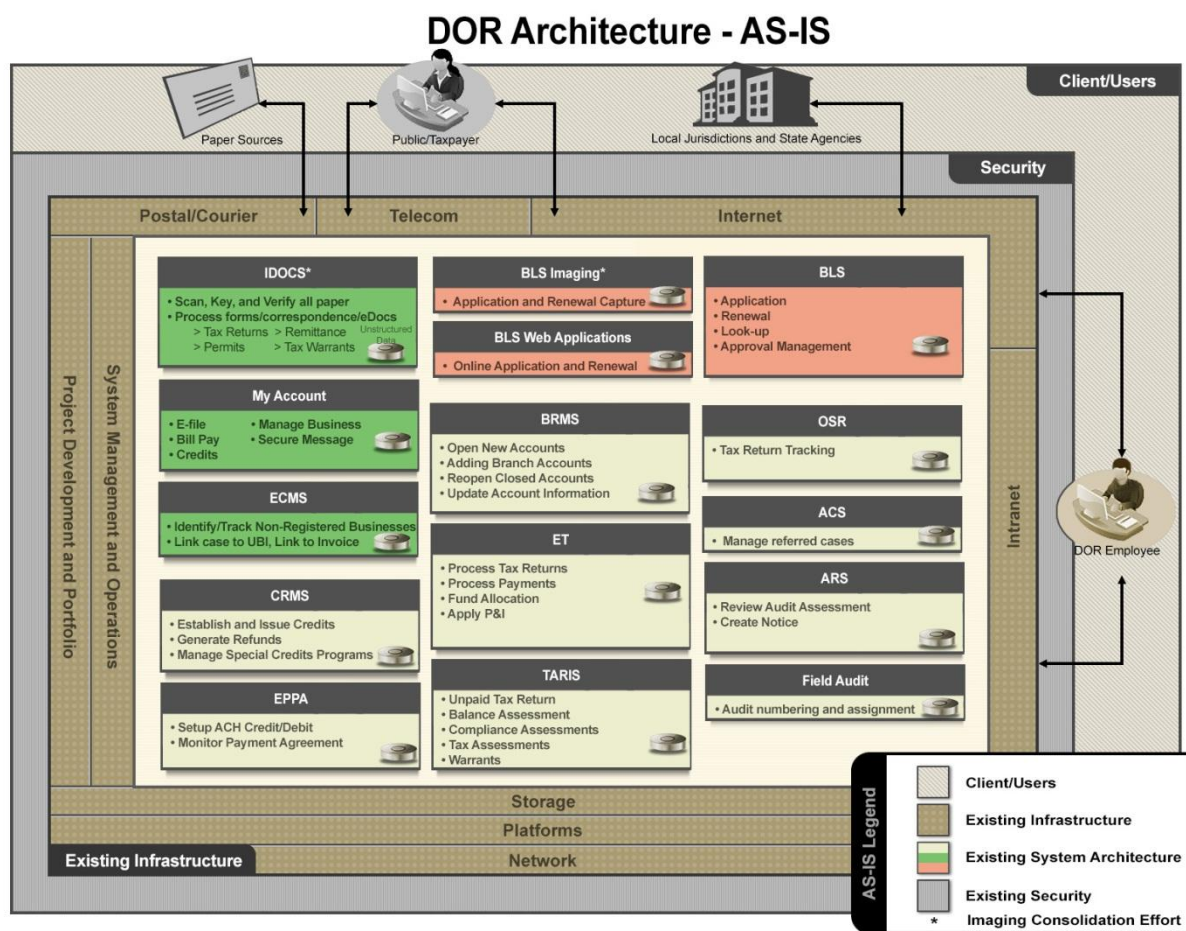 DOR Architecture - AS-IS
Client/Users
Paper Sources
Public/Taxpayer
Local Jurisdictions and State Agencies
Security
Postal/Courier
Telecom
Internet
Project Development and Portfolio
System Management and Operations
IDOCS*
• Scan, Key, and Verify all paper
• Process forms/correspondence/eDocs
> Tax Returns > Remittance
> Permits > Tax Warrants
Unstructured
Data
BLS Imaging*
• Application and Renewal Capture
BLS Web Applications
• Online Application and Renewal
BLS
• Application
• Renewal
• Look-up
• Approval Management
My Account
• E-file • Manage Business
• Bill Pay • Secure Message
• Credits
BRMS
• Open New Accounts
• Adding Branch Accounts
• Reopen Closed Accounts
• Update Account Information
OSR
• Tax Return Tracking
ECMS
• Identify/Track Non-Registered Businesses
• Link case to UBI, Link to Invoice
ET
• Process Tax Returns
• Process Payments
• Fund Allocation
• Apply P&I
ACS
• Manage referred cases
CRMS
• Establish and Issue Credits
• Generate Refunds
• Manage Special Credits Programs
ARS
• Review Audit Assessment
• Create Notice
EPPA
• Setup ACH Credit/Debit
• Monitor Payment Agreement
TARIS
• Unpaid Tax Return
• Balance Assessment
• Compliance Assessments
• Tax Assessments
• Warrants
Field Audit
• Audit numbering and assignment
Intranet
DOR Employee
Storage
Platforms
Network
Existing Infrastructure
AS-IS Legend
Client/Users
Existing Infrastructure
Existing System Architecture
Existing Security
* Imaging Consolidation Effort